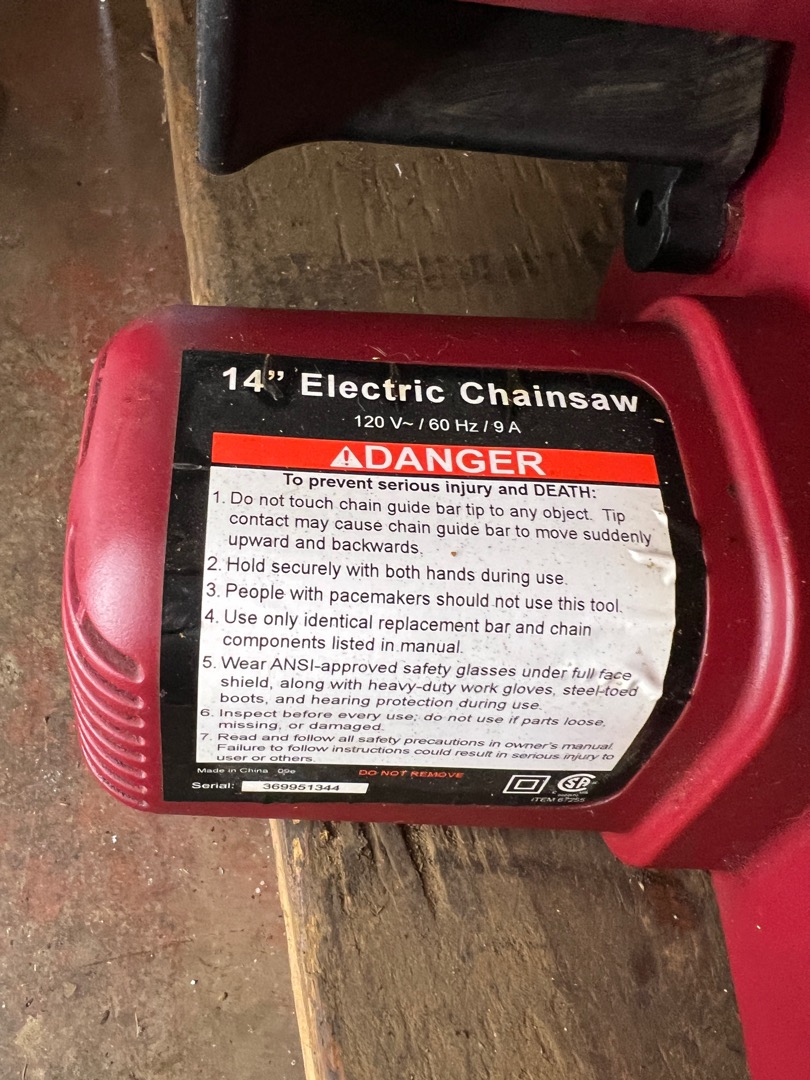 14” Electric Chainsaw
120 V~ / 60 Hz / 9 A
⚠DANGER
To prevent serious injury and DEATH:
1. Do not touch chain guide bar tip to any object. Tip
contact may cause chain guide bar to move suddenly
upward and backwards.
2. Hold securely with both hands during use.
3. People with pacemakers should not use this tool.
4. Use only identical replacement bar and chain
components listed in manual.
5. Wear ANSI-approved safety glasses under full face
shield, along with heavy-duty work gloves, steel-toed
boots, and hearing protection during use.
6. Inspect before every use; do not use if parts loose,
missing, or damaged.
7. Read and follow all safety precautions in owner's manual.
Failure to follow instructions could result in serious injury to
user or others.
Made in China 09e DO NOT REMOVE
Serial: 369951344
SP
ITEM 67255